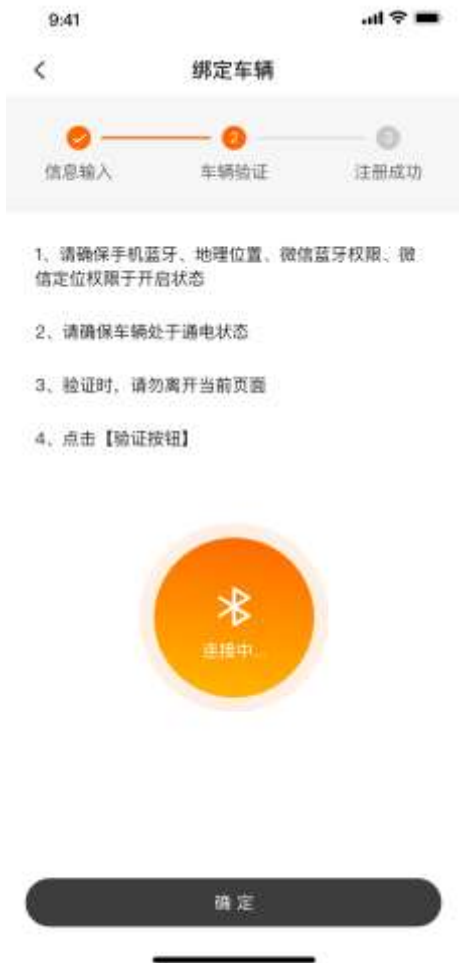 9:41
绑定车辆
2
3
信息输入
车辆验证
注册成功
1、请确保手机蓝牙、地理位置、微信蓝牙权限、微
信定位权限于开启状态
2、请确保车辆处于通电状态
3、验证时，请勿离开当前页面
4、点击【验证按钮】
连接中...
确 定